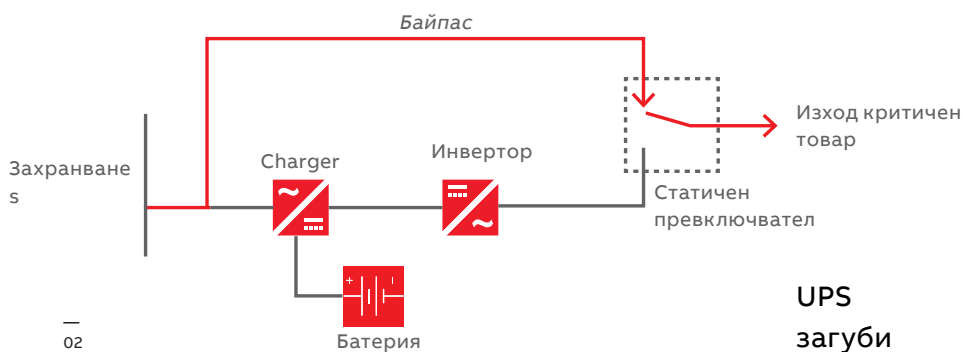 Байпас
Изход критичен
товар
Захранване
s
Charger
Инвертор
Статичен
превключвател
+
Батерия
02
UPS
загуби